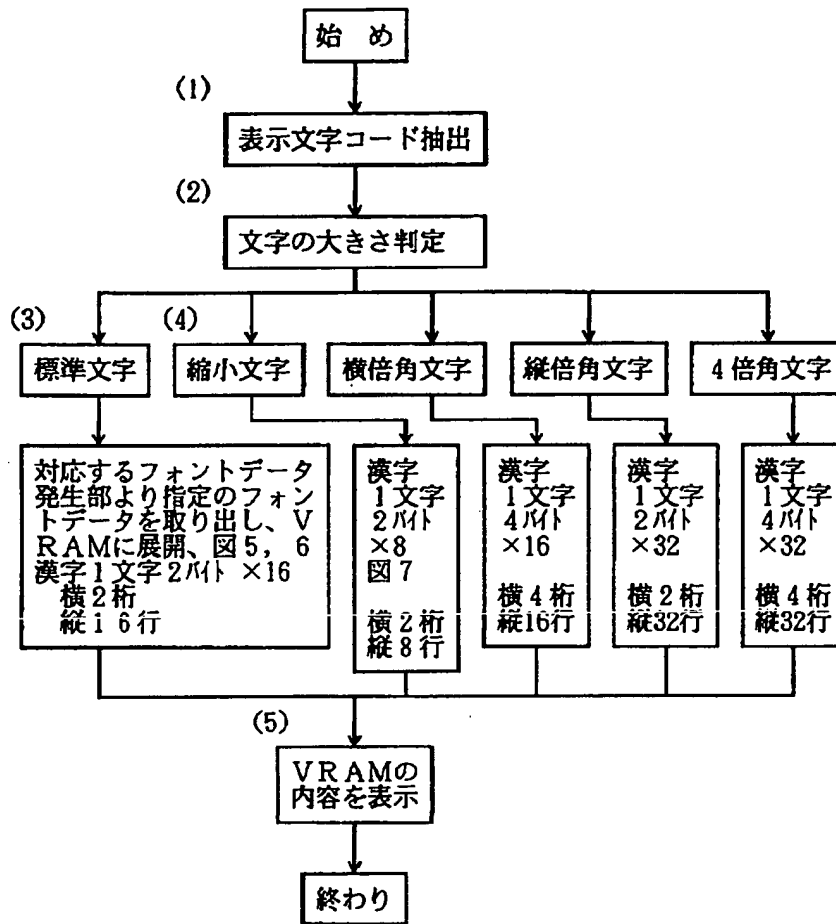 始 め
(1)
表示文字コード抽出
(2)
文字の大きさ判定
(3)
標準文字
(4)
縮小文字
横倍角文字
縦倍角文字
4倍角文字
対応するフォントデータ
発生部より指定のフォン
トデータを取り出し、V
RAMに展開、図5,6
漢字1文字2バイト ×16
横2桁
縦16行
漢字
1文字
2バイト
×8
図7
横2桁
縦8行
漢字
1文字
4バイト
×16
横4桁
縦16行
漢字
1文字
2バイト
×32
横2桁
縦32行
漢字
1文字
4バイト
×32
横4桁
縦32行
(5)
VRAMの
内容を表示
終わり